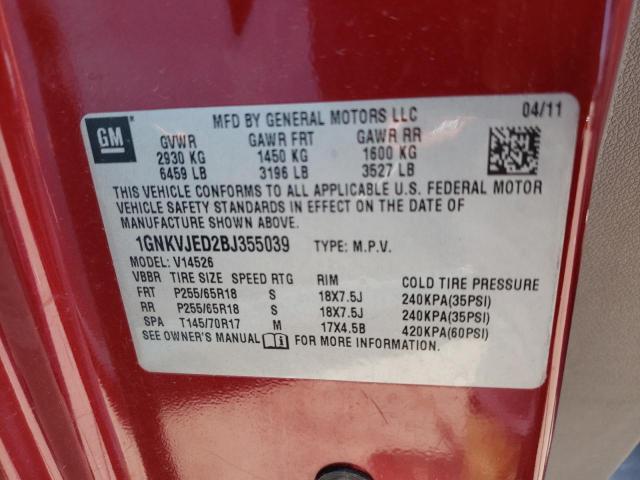 GM
MFD BY GENERAL MOTORS LLC 04/11
GVWR GAWR FRT GAWR RR
2930 KG 1450 KG 1600 KG
6459 LB 3196 LB 3527 LB
THIS VEHICLE CONFORMS TO ALL APPLICABLE U.S. FEDERAL MOTOR
VEHICLE SAFETY STANDARDS IN EFFECT ON THE DATE OF
MANUFACTURE SHOWN ABOVE.
1GNKVJED2BJ355039 TYPE: M.P.V.
MODEL: V14526
VBBR TIRE SIZE SPEED RTG RIM COLD TIRE PRESSURE
FRT P255/65R18 S 18X7.5J 240KPA(35PSI)
RR P255/65R18 S 18X7.5J 240KPA(35PSI)
SPA T145/70R17 M 17X4.5B 420KPA(60PSI)
SEE OWNER'S MANUAL FOR MORE INFORMATION.